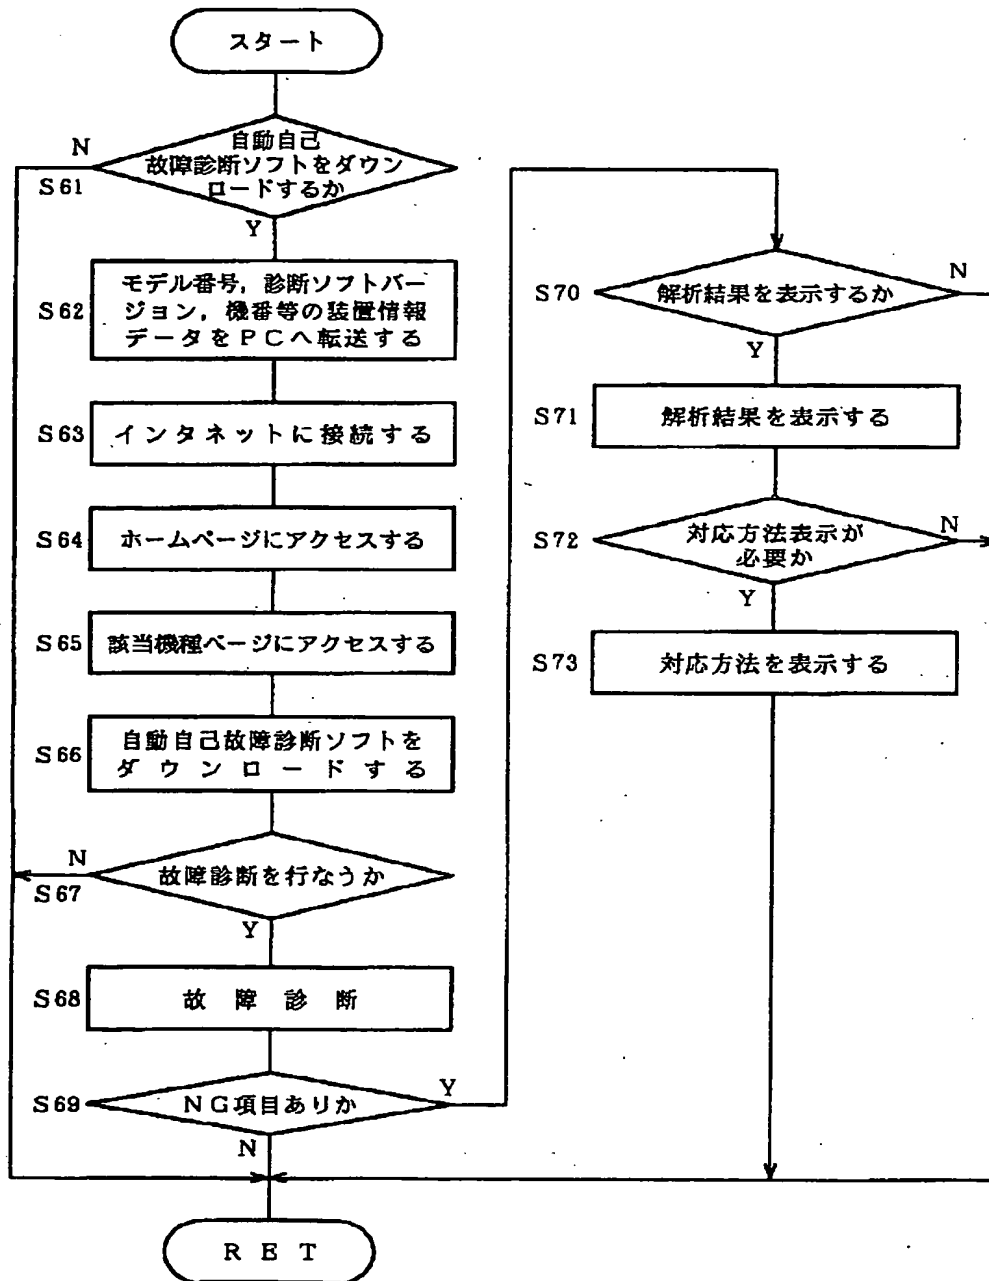 スタート
N
S61
自動自己
故障診断ソフトをダウン
ロードするか
Y
S62
モデル番号，診断ソフトバー
ジョン，機番等の装置情報
データをPCへ転送する
S63
インタネットに接続する
S64
ホームページにアクセスする
S65
該当機種ページにアクセスする
S66
自動自己故障診断ソフトを
ダウンロードする
N
S67
故障診断を行なうか
Y
S68
故障診断
S69
NG項目ありか
Y
N
RET
S70
解析結果を表示するか
N
Y
S71
解析結果を表示する
S72
対応方法表示が
必要か
N
Y
S73
対応方法を表示する